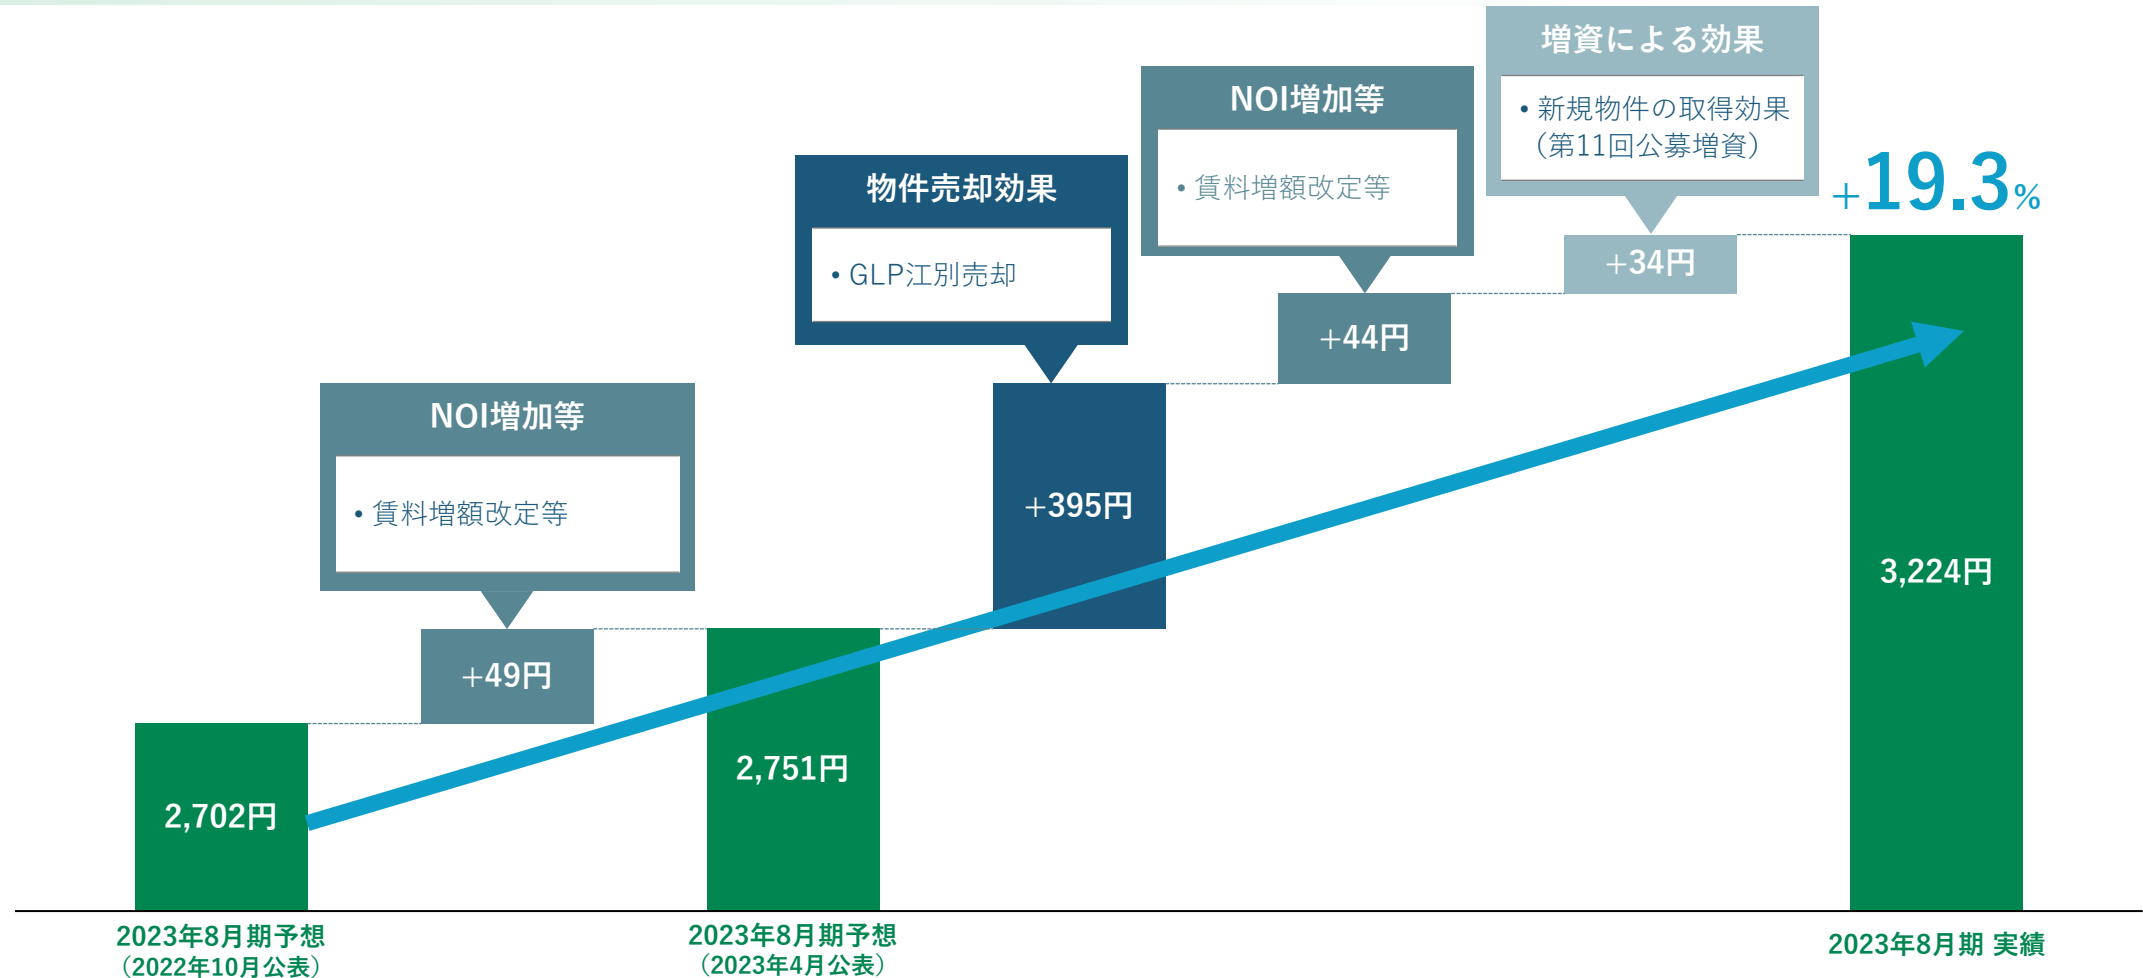 増資による効果
• 新規物件の取得効果
（第11回公募増資）
+19.3%
NOI増加等
• 賃料増額改定等
物件売却効果
• GLP江別売却
+34円
+44円
NOI増加等
• 賃料増額改定等
+395円
+49円
2,702円
2,751円
3,224円
2023年8月期予想
（2022年10月公表）
2023年8月期予想
（2023年4月公表）
2023年8月期 実績